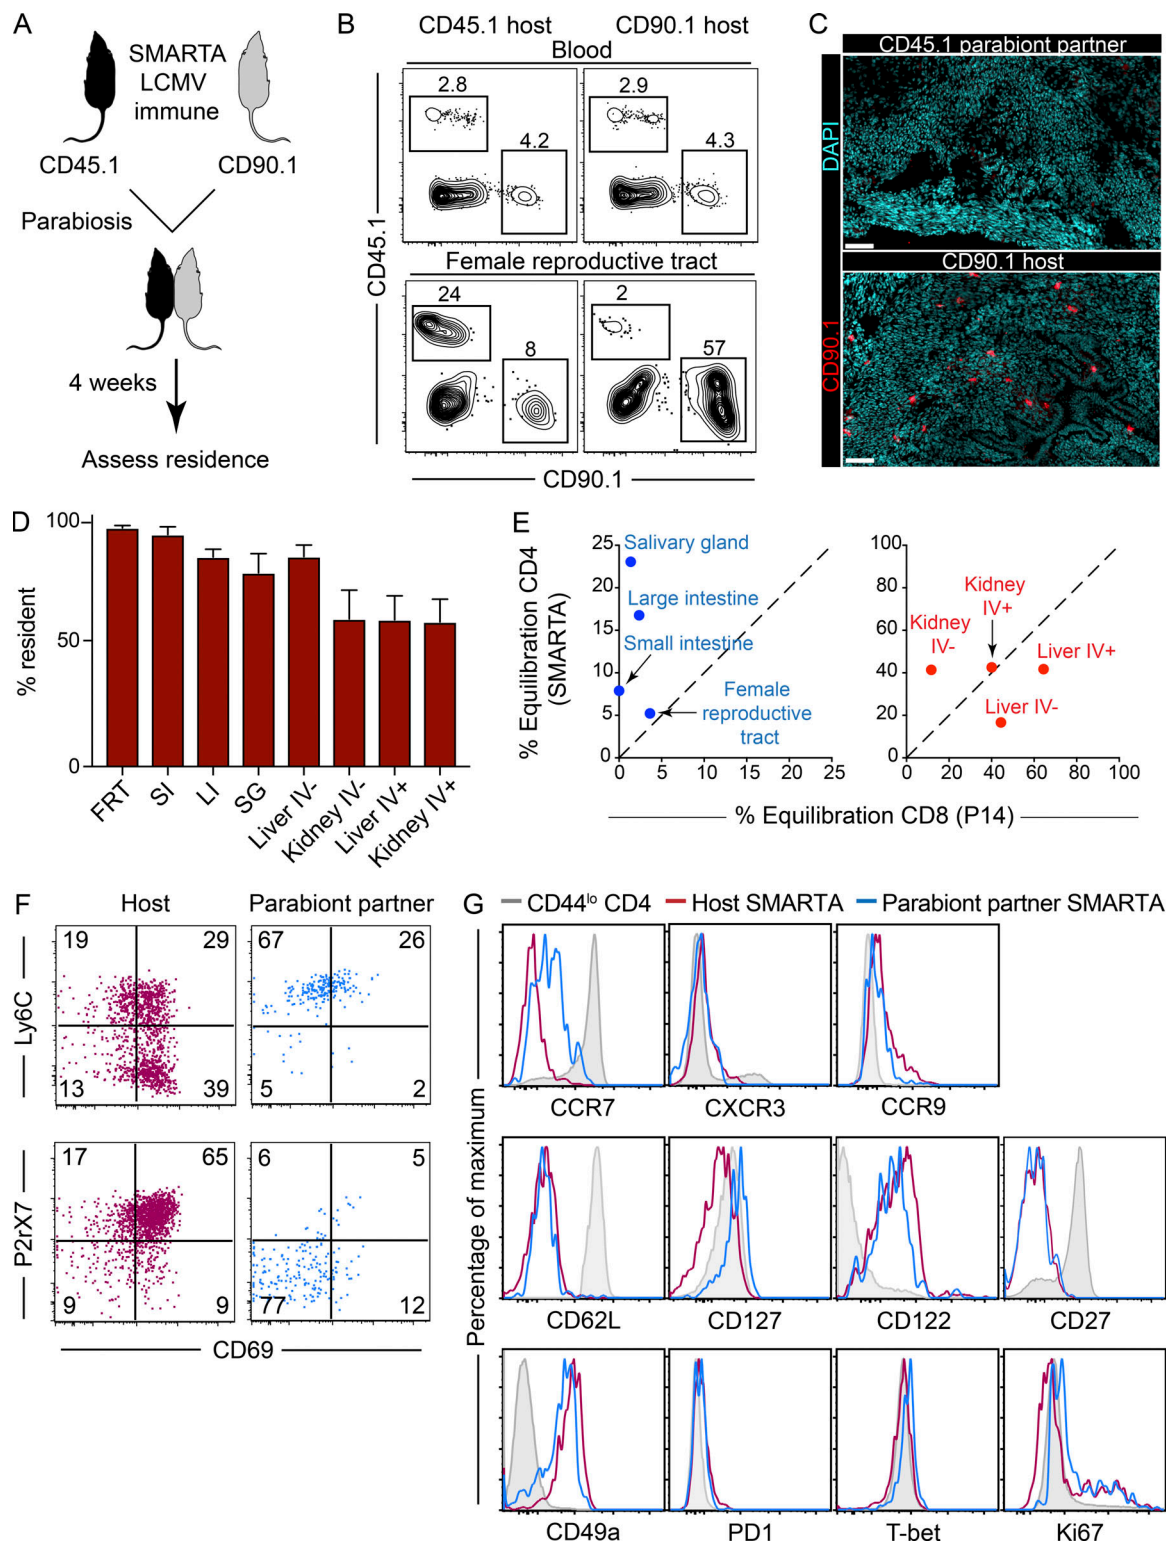 A
SMARTA
LCMV
immune
CD45.1
CD90.1
Parabiosis
4 weeks
Assess residence
B
CD45.1 host
CD90.1 host
Blood
2.8
4.2
2.9
4.3
Female reproductive tract
24
8
2
57
CD45.1
CD90.1
C
CD45.1 parabiont partner
DAPI
CD90.1 host
CD90.1
D
% resident
100
50
0
FRT
SI
LI
SG
Liver IV-
Kidney IV-
Liver IV+
Kidney IV+
E
% Equilibration CD4
(SMARTA)
25
20
15
10
5
0
Salivary gland
Large intestine
Small intestine
Female
reproductive
tract
0 5 10 15 20 25
100
80
60
40
20
0
Kidney
IV+
Kidney
IV-
Liver IV+
Liver IV-
0 20 40 60 80 100
% Equilibration CD8 (P14)
F
Host
Parabiont partner
Ly6C
19
29
13
39
67
26
5
2
P2rX7
17
65
9
9
6
5
77
12
CD69
G
CD44lo CD4
Host SMARTA
Parabiont partner SMARTA
Percentage of maximum
CCR7
CXCR3
CCR9
CD62L
CD127
CD122
CD27
CD49a
PD1
T-bet
Ki67